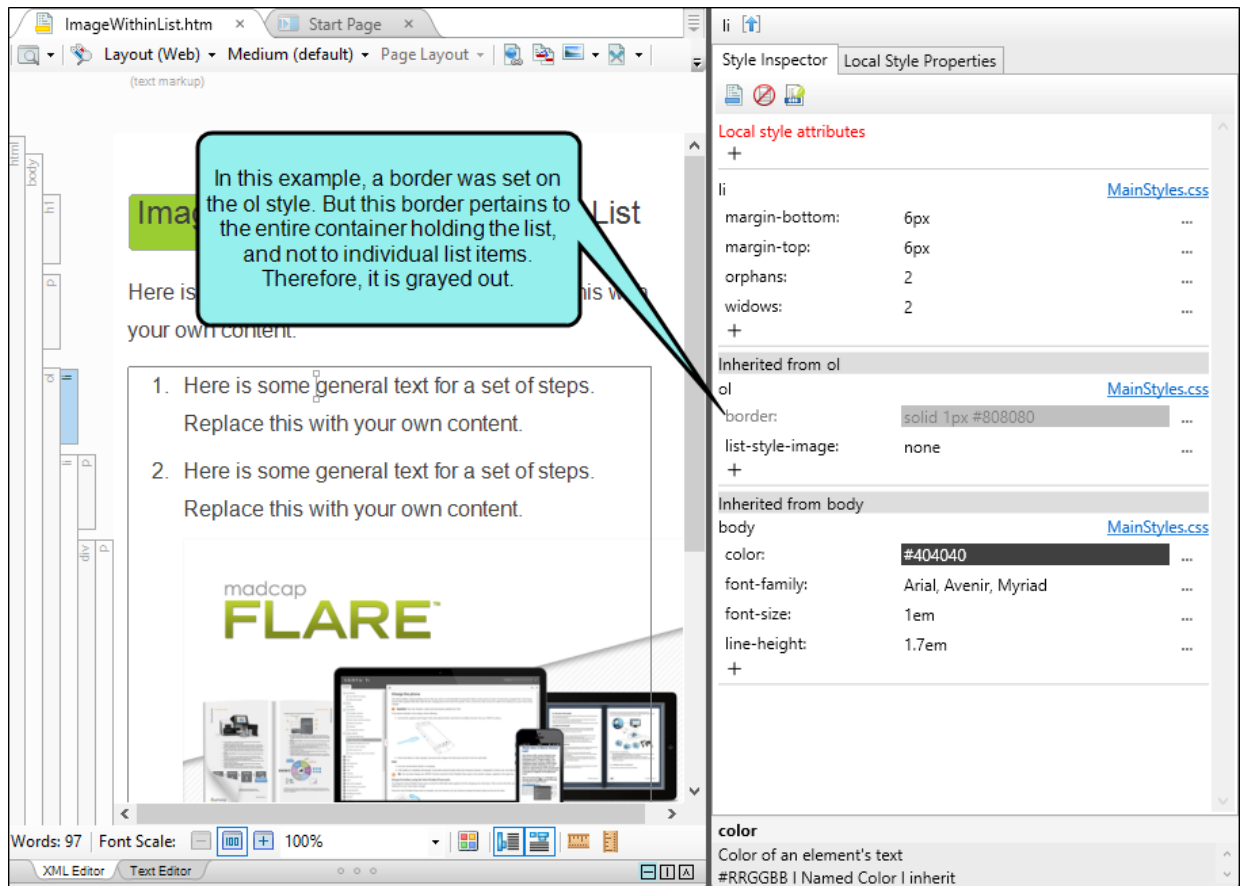 ImageWithinList.htm ×
Start Page ×
Layout (Web)
Medium (default)
Page Layout
(text markup)
html
body
h1
p
ol
li
li
p
div
p
In this example, a border was set on
the ol style. But this border pertains to
the entire container holding the list,
and not to individual list items.
Therefore, it is grayed out.
List
Here is
your own content.
1. Here is some general text for a set of steps.
Replace this with your own content.
2. Here is some general text for a set of steps.
Replace this with your own content.
madcap
FLARE™
Words: 97
Font Scale:
100%
XML Editor
Text Editor
li
Style Inspector
Local Style Properties
Local style attributes
+
li MainStyles.css
margin-bottom: 6px ...
margin-top: 6px ...
orphans: 2 ...
widows: 2 ...
+
Inherited from ol
ol MainStyles.css
border: solid 1px #808080 ...
list-style-image: none ...
+
Inherited from body
body MainStyles.css
color: #404040 ...
font-family: Arial, Avenir, Myriad ...
font-size: 1em ...
line-height: 1.7em ...
+
color
Color of an element's text
#RRGGBB | Named Color | inherit